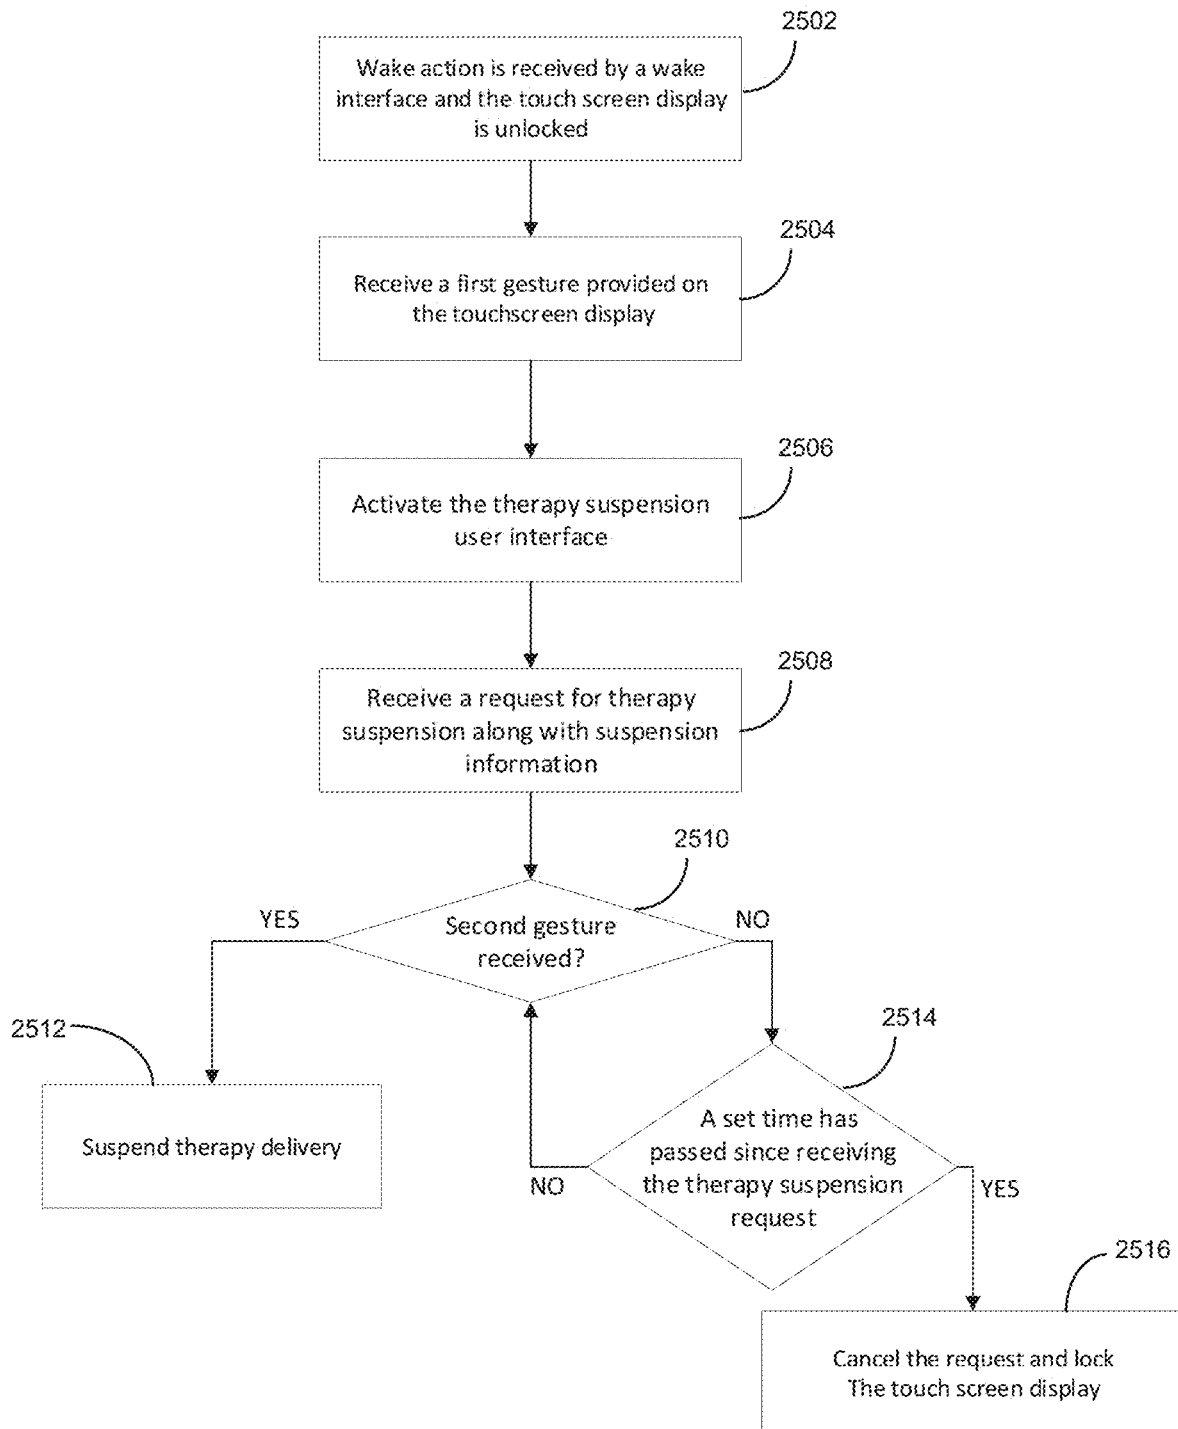 2502
Wake action is received by a wake
interface and the touch screen display
is unlocked
2504
Receive a first gesture provided on
the touchscreen display
2506
Activate the therapy suspension
user interface
2508
Receive a request for therapy
suspension along with suspension
information
2510
YES
Second gesture
received?
NO
2512
Suspend therapy delivery
2514
A set time has
passed since receiving
the therapy suspension
request
NO
YES
2516
Cancel the request and lock
The touch screen display